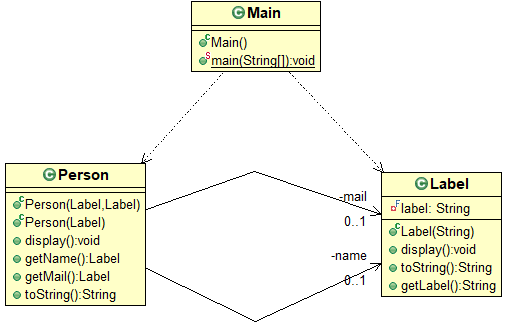 Main
Main()
main(String[]):void
Person
Person(Label,Label)
Person(Label)
display():void
getName():Label
getMail():Label
toString():String
-mail
0..1
-name
0..1
Label
label: String
Label(String)
display():void
toString():String
getLabel():String